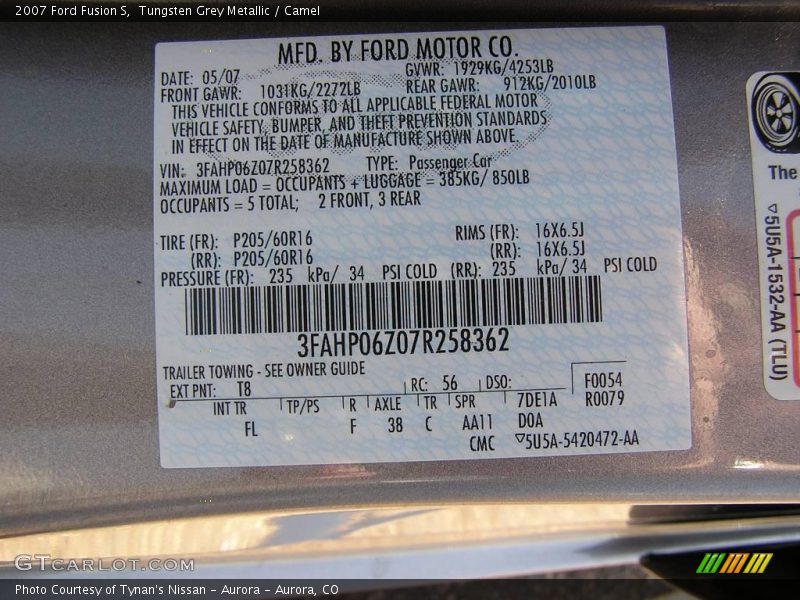 2007 Ford Fusion S, Tungsten Grey Metallic / Camel
MFD. BY FORD MOTOR CO.
DATE: 05/07 GVWR: 1929KG/4253LB
FRONT GAWR: 1031KG/2272LB REAR GAWR: 912KG/2010LB
THIS VEHICLE CONFORMS TO ALL APPLICABLE FEDERAL MOTOR
VEHICLE SAFETY, BUMPER, AND THEFT PREVENTION STANDARDS
IN EFFECT ON THE DATE OF MANUFACTURE SHOWN ABOVE.
VIN: 3FAHP06Z07R258362 TYPE: Passenger Car
MAXIMUM LOAD = OCCUPANTS + LUGGAGE = 385KG/ 850LB
OCCUPANTS = 5 TOTAL; 2 FRONT, 3 REAR
TIRE (FR): P205/60R16 RIMS (FR): 16X6.5J
(RR): P205/60R16 (RR): 16X6.5J
PRESSURE (FR): 235 kPa/ 34 PSI COLD (RR): 235 kPa/ 34 PSI COLD
3FAHP06Z07R258362
TRAILER TOWING - SEE OWNER GUIDE
EXT PNT: T8 RC: 56 DSO: F0054
INT TR TP/PS R AXLE TR SPR 7DE1A R0079
FL F 38 C AA11 D0A
CMC ▽5U5A-5420472-AA
The
▽5U5A-1532-AA (TLU)
GTCARLOT.COM
Photo Courtesy of Tynan's Nissan - Aurora - Aurora, CO